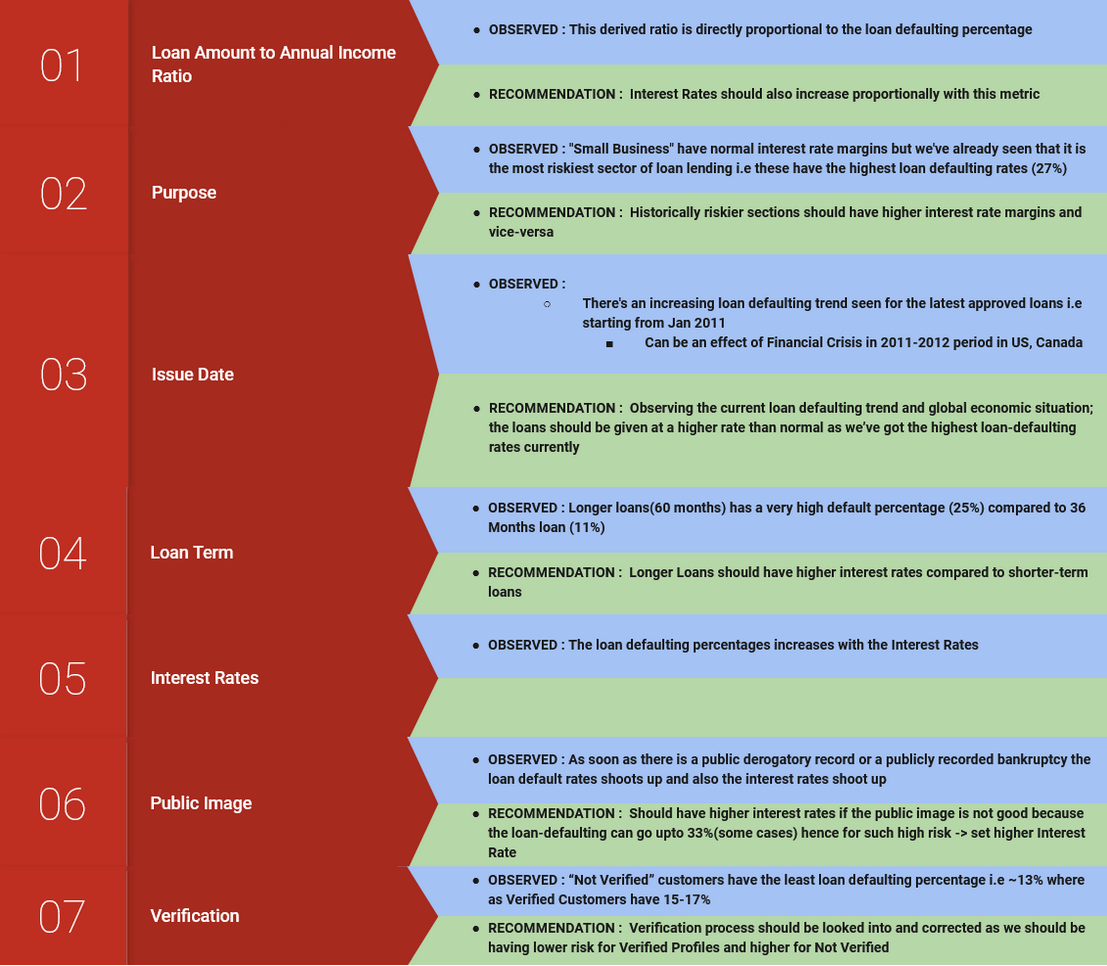 01
Loan Amount to Annual Income
Ratio
● OBSERVED : This derived ratio is directly proportional to the loan defaulting percentage
● RECOMMENDATION : Interest Rates should also increase proportionally with this metric
02
Purpose
● OBSERVED : "Small Business" have normal interest rate margins but we've already seen that it is
the most riskiest sector of loan lending i.e these have the highest loan defaulting rates (27%)
● RECOMMENDATION : Historically riskier sections should have higher interest rate margins and
vice-versa
03
Issue Date
● OBSERVED :
○ There's an increasing loan defaulting trend seen for the latest approved loans i.e
starting from Jan 2011
■ Can be an effect of Financial Crisis in 2011-2012 period in US, Canada
● RECOMMENDATION : Observing the current loan defaulting trend and global economic situation;
the loans should be given at a higher rate than normal as we’ve got the highest loan-defaulting
rates currently
04
Loan Term
● OBSERVED : Longer loans(60 months) has a very high default percentage (25%) compared to 36
Months loan (11%)
● RECOMMENDATION : Longer Loans should have higher interest rates compared to shorter-term
loans
05
Interest Rates
● OBSERVED : The loan defaulting percentages increases with the Interest Rates
06
Public Image
● OBSERVED : As soon as there is a public derogatory record or a publicly recorded bankruptcy the
loan default rates shoots up and also the interest rates shoot up
● RECOMMENDATION : Should have higher interest rates if the public image is not good because
the loan-defaulting can go upto 33%(some cases) hence for such high risk -> set higher Interest
Rate
07
Verification
● OBSERVED : “Not Verified” customers have the least loan defaulting percentage i.e ~13% where
as Verified Customers have 15-17%
● RECOMMENDATION : Verification process should be looked into and corrected as we should be
having lower risk for Verified Profiles and higher for Not Verified